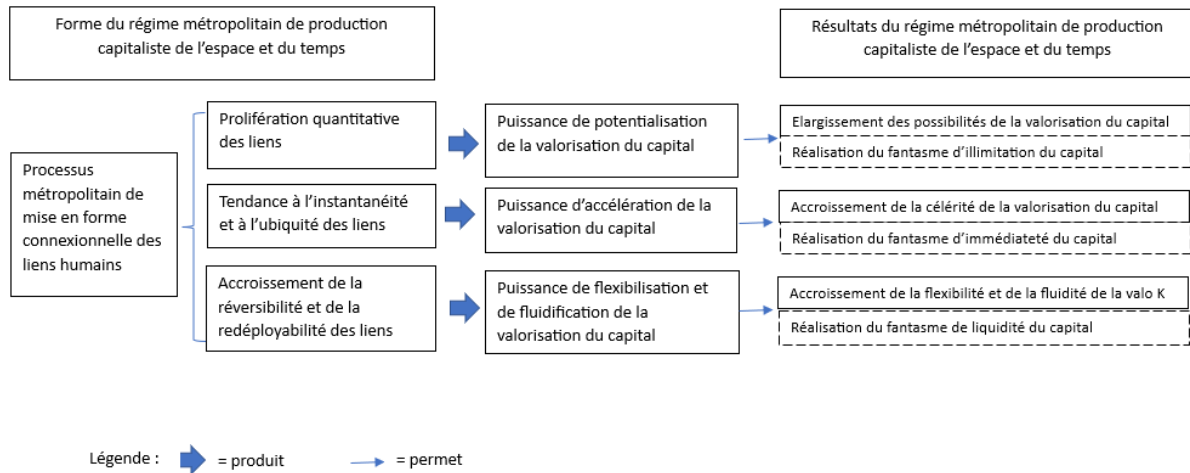 Forme du régime métropolitain de production
capitaliste de l'espace et du temps
Résultats du régime métropolitain de production
capitaliste de l'espace et du temps
Processus
métropolitain de
mise en forme
connexionnelle des
liens humains
Prolifération quantitative
des liens
Puissance de potentialisation
de la valorisation du capital
Elargissement des possibilités de la valorisation du capital
Réalisation du fantasme d'illimitation du capital
Tendance à l'instantanéité
et à l'ubiquité des liens
Puissance d'accélération de la
valorisation du capital
Accroissement de la célérité de la valorisation du capital
Réalisation du fantasme d'immédiateté du capital
Accroissement de la
réversibilité et de la
redéployabilité des liens
Puissance de flexibilisation et
de fluidification de la
valorisation du capital
Accroissement de la flexibilité et de la fluidité de la valo K
Réalisation du fantasme de liquidité du capital
Légende : = produit = permet